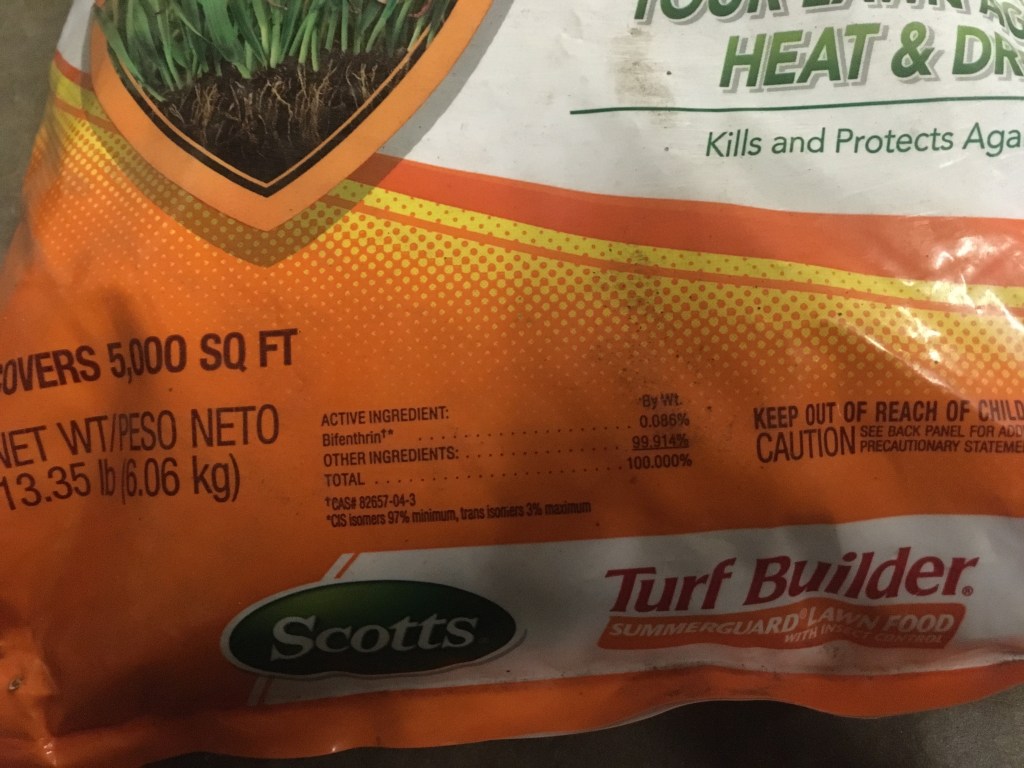 HEAT & DR
Kills and Protects Aga
COVERS 5,000 SQ FT
NET WT/PESO NETO
13.35 lb (6.06 kg)
By Wt.
ACTIVE INGREDIENT:
Bifenthrin†* . . . . . . . . . . . . . . . . . . . . 0.086%
OTHER INGREDIENTS: . . . . . . . . . . . . . . . . 99.914%
TOTAL . . . . . . . . . . . . . . . . . . . . . . . . 100.000%
†CAS# 82657-04-3
*CIS isomers 97% minimum, trans isomers 3% maximum
KEEP OUT OF REACH OF CHILD
CAUTION SEE BACK PANEL FOR ADD
PRECAUTIONARY STATEME
Scotts
Turf Builder®
SUMMERGUARD® LAWN FOOD
WITH INSECT CONTROL